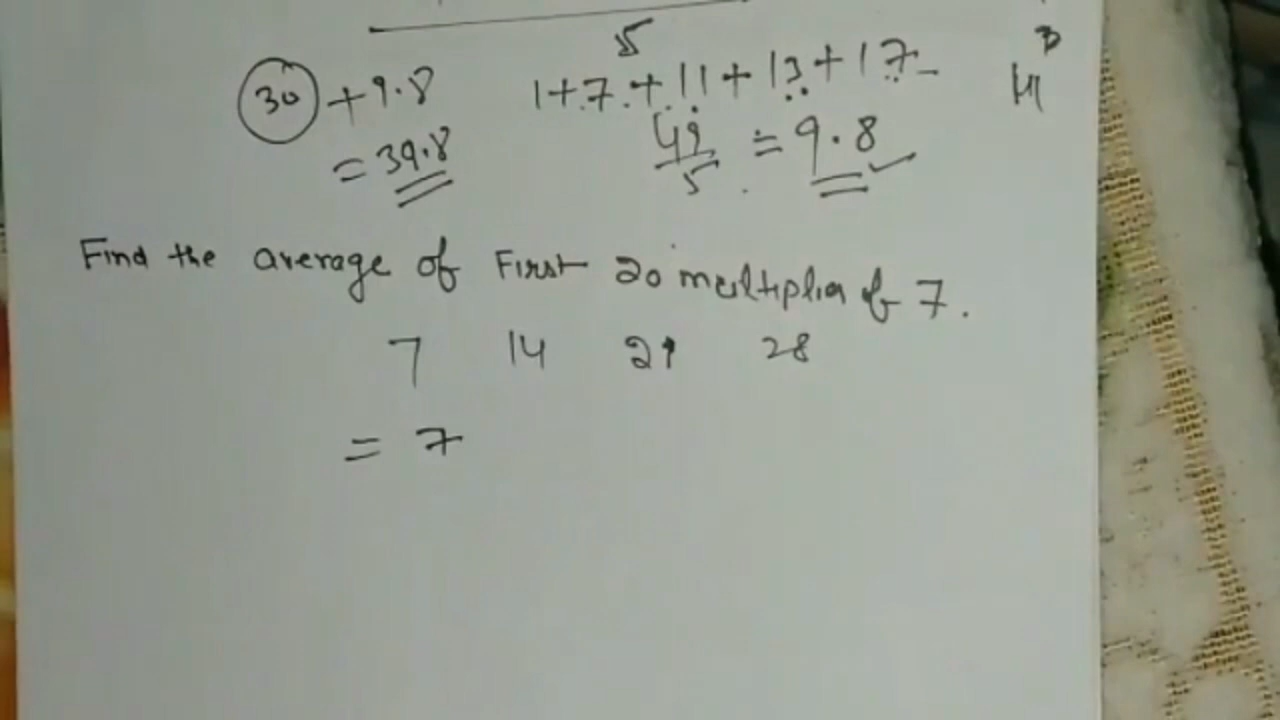 5
30 + 9.8
1+7+11+13+17
= 39.8
49/5 = 9.8
Find the average of First 20 multiplier of 7.
7 14 21 28
= 7